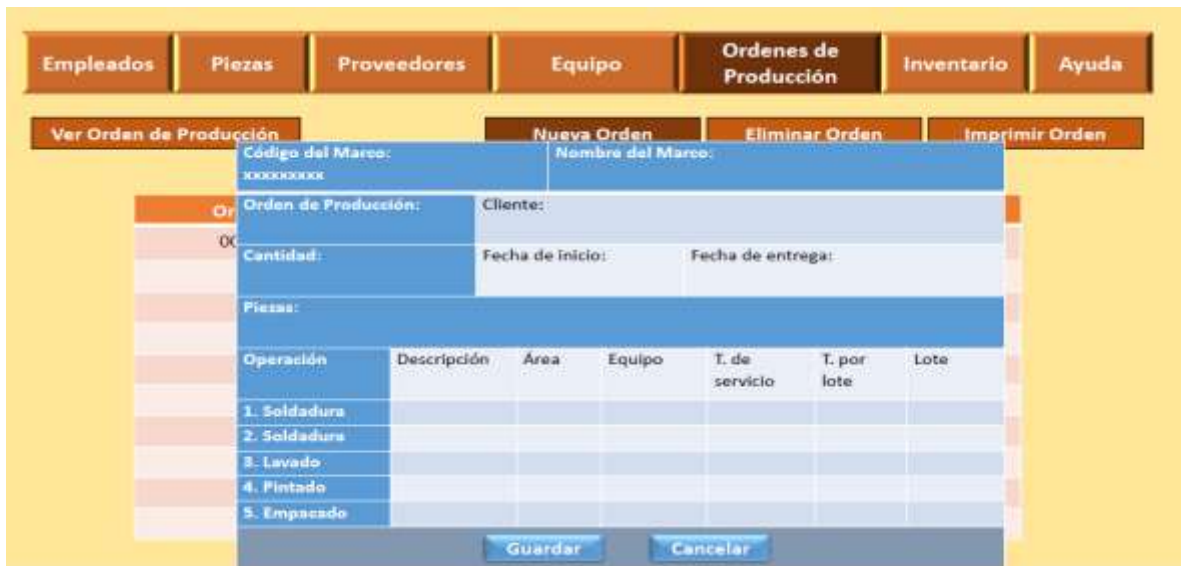 Empleados Piezas Proveedores Equipo Ordenes de Producción Inventario Ayuda
Ver Orden de Producción Nueva Orden Eliminar Orden Imprimir Orden
Código del Marco: Nombre del Marco:
xxxxxxxxx
Or Orden de Producción: Cliente:
00
Cantidad: Fecha de inicio: Fecha de entrega:
Piezas:
Operación Descripción Área Equipo T. de servicio T. por lote Lote
1. Soldadura
2. Soldadura
3. Lavado
4. Pintado
5. Empacado
Guardar Cancelar